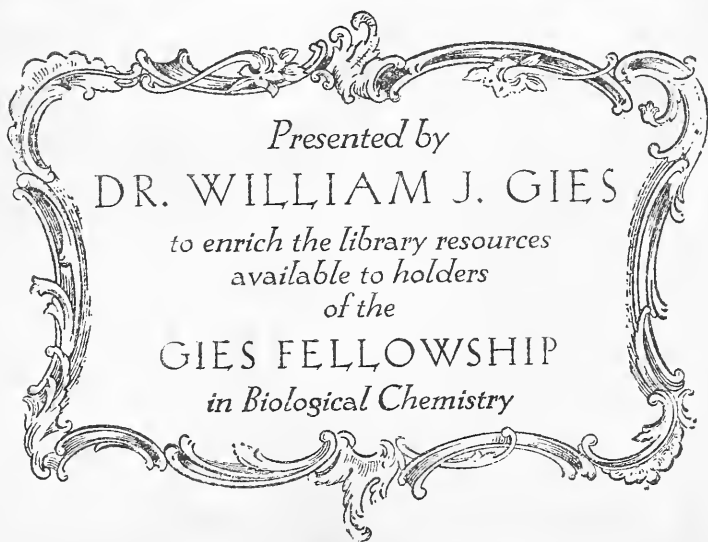 Presented by
DR. WILLIAM J. GIES
to enrich the library resources
available to holders
of the
GIES FELLOWSHIP
in Biological Chemistry